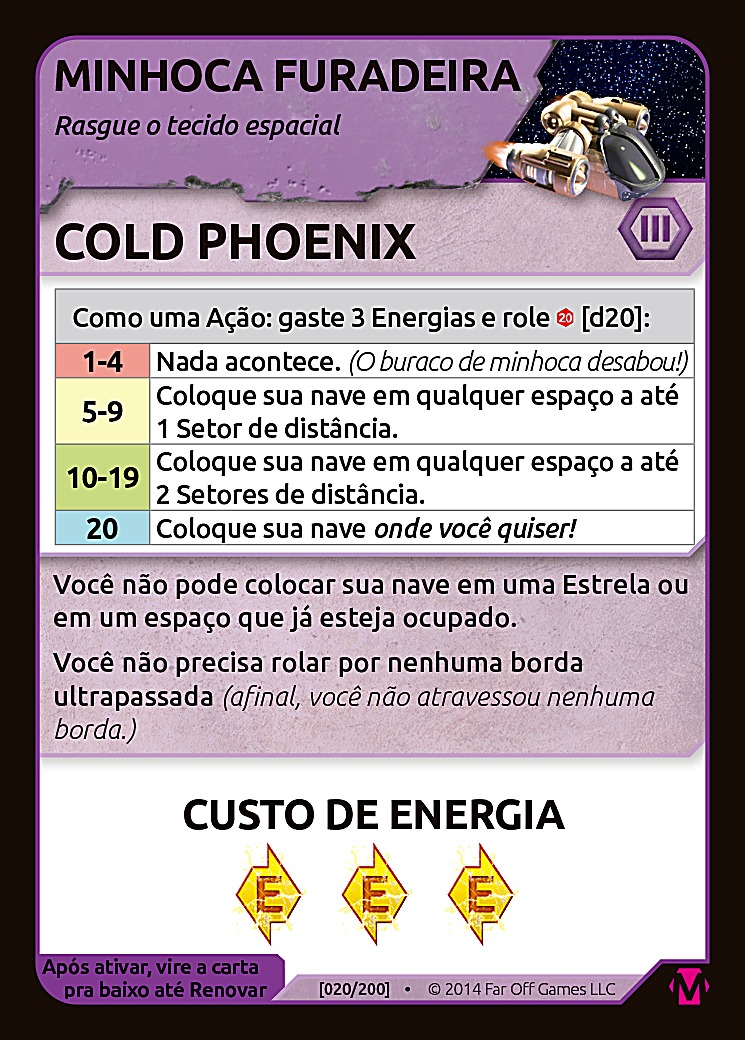 MINHOCA FURADEIRA
Rasgue o tecido espacial
COLD PHOENIX
III
Como uma Ação: gaste 3 Energias e role 20 [d20]:
1-4 Nada acontece. (O buraco de minhoca desabou!)
5-9 Coloque sua nave em qualquer espaço a até
1 Setor de distância.
10-19 Coloque sua nave em qualquer espaço a até
2 Setores de distância.
20 Coloque sua nave onde você quiser!
Você não pode colocar sua nave em uma Estrela ou
em um espaço que já esteja ocupado.
Você não precisa rolar por nenhuma borda
ultrapassada (afinal, você não atravessou nenhuma
borda.)
CUSTO DE ENERGIA
E E E
Após ativar, vire a carta
pra baixo até Renovar
[020/200] • © 2014 Far Off Games LLC
M